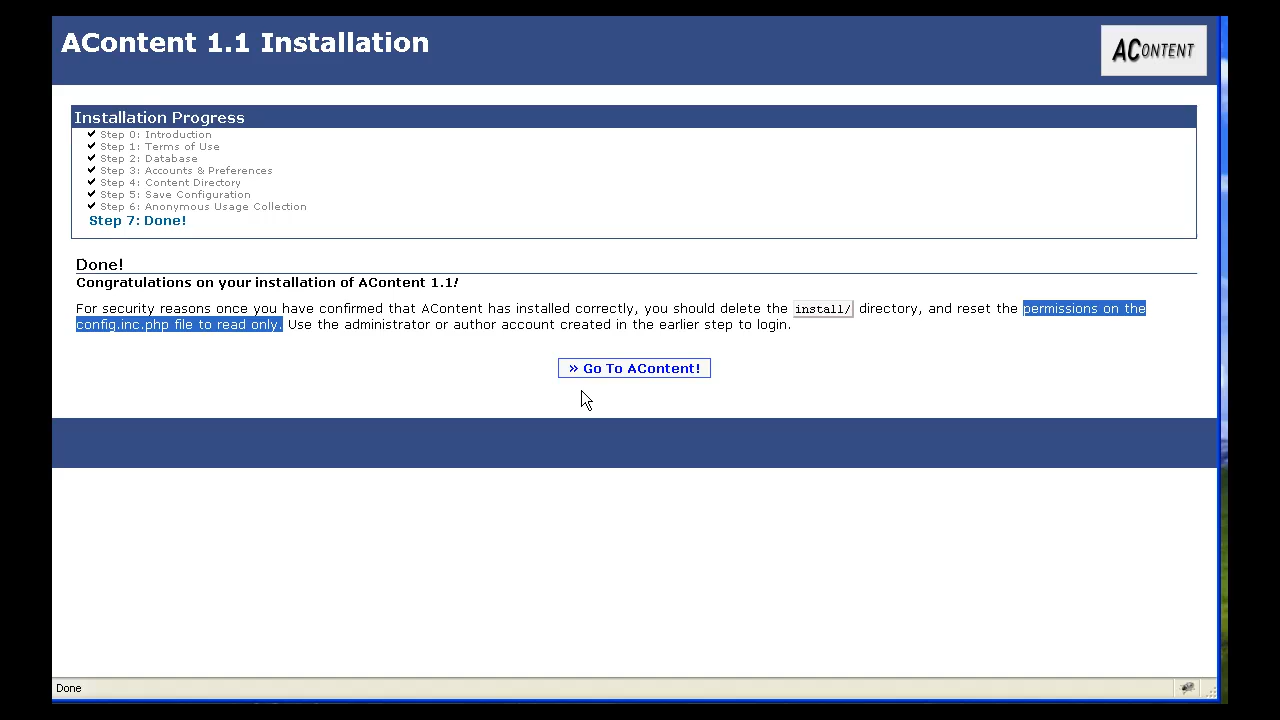 AContent 1.1 Installation
ACONTENT
Installation Progress
Step 0: Introduction
Step 1: Terms of Use
Step 2: Database
Step 3: Accounts & Preferences
Step 4: Content Directory
Step 5: Save Configuration
Step 6: Anonymous Usage Collection
Step 7: Done!
Done!
Congratulations on your installation of AContent 1.1!
For security reasons once you have confirmed that AContent has installed correctly, you should delete the install/ directory, and reset the permissions on the
config.inc.php file to read only. Use the administrator or author account created in the earlier step to login.
» Go To AContent!
Done